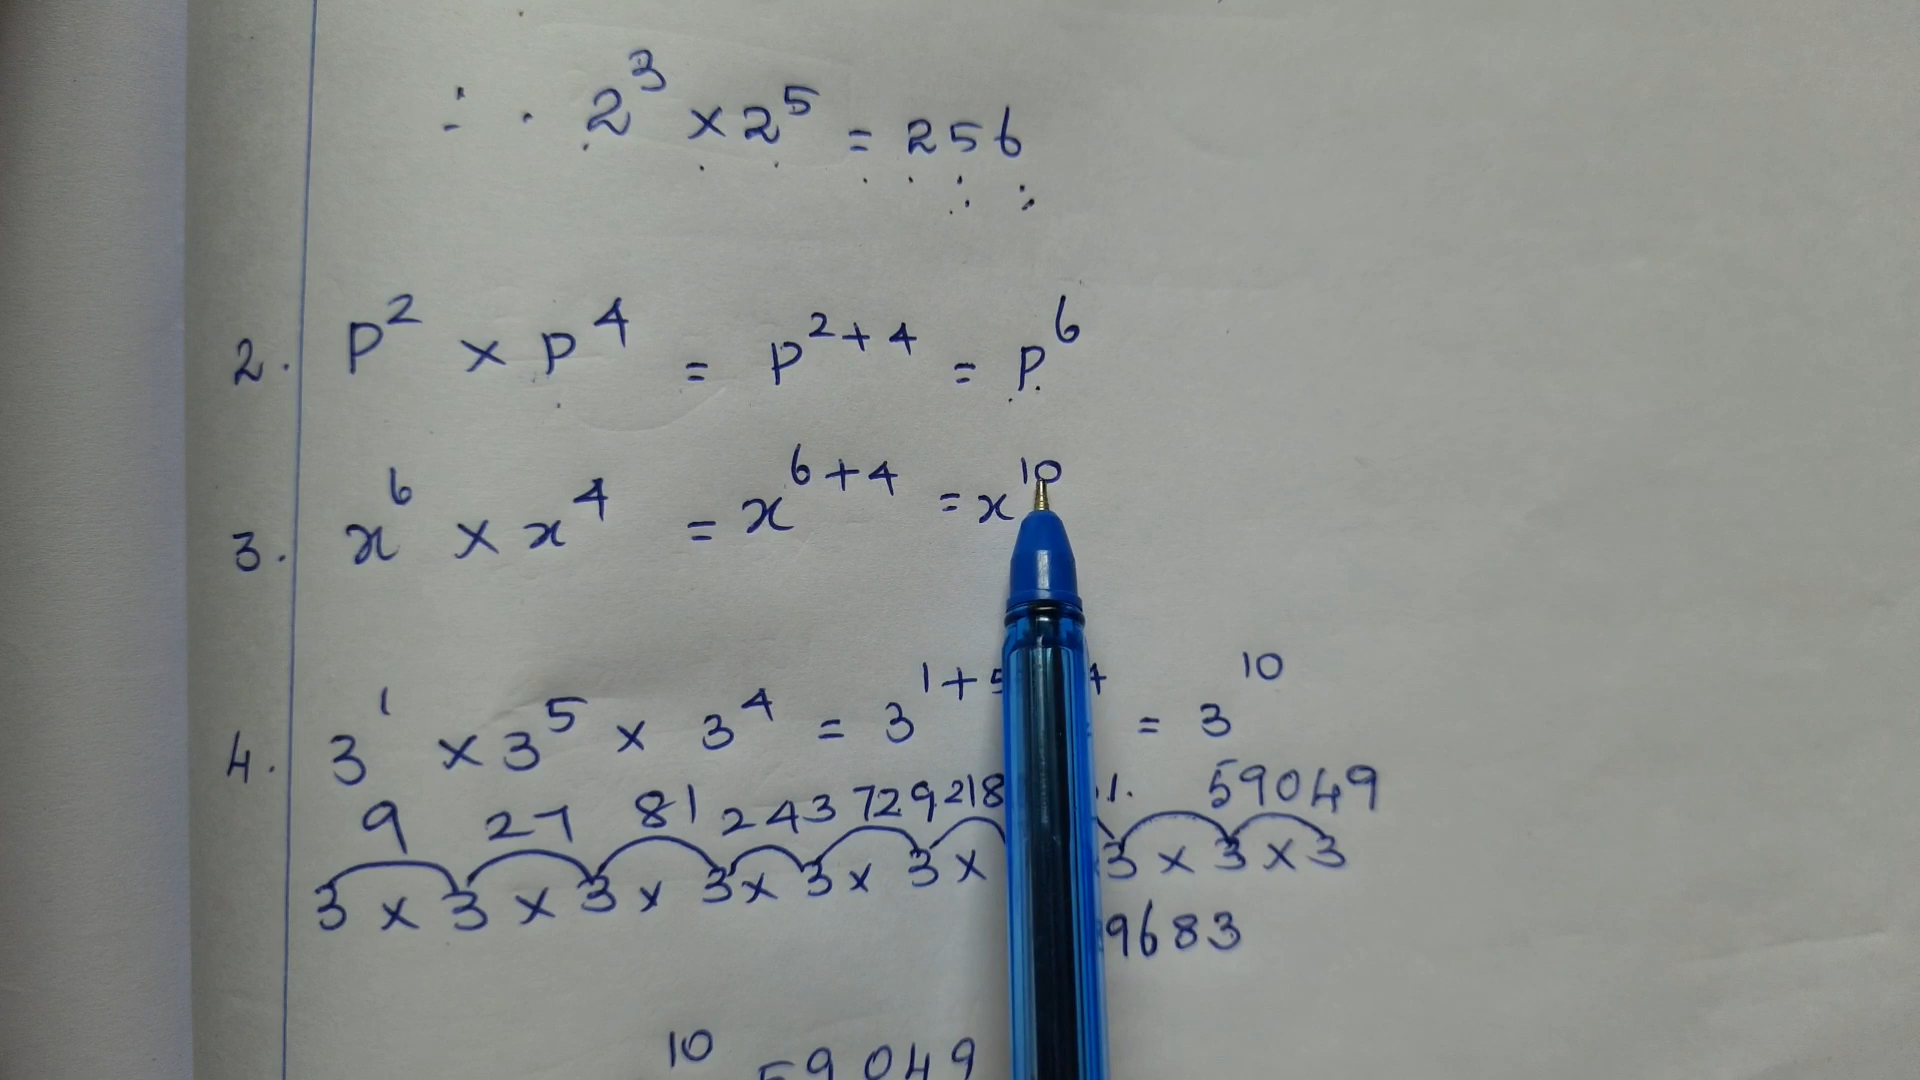 ∴ 2³ × 2⁵ = 256
2. P² × P⁴ = P²⁺⁴ = P⁶
3. x⁶ × x⁴ = x⁶⁺⁴ = x¹⁰
4. 3¹ × 3⁵ × 3⁴ = 3¹⁺⁵ ⁴ = 3¹⁰
9 27 81 243 729 218 1. 59049
3 × 3 × 3 × 3 × 3 × 3 × 3 × 3 × 3
9683
10 59049